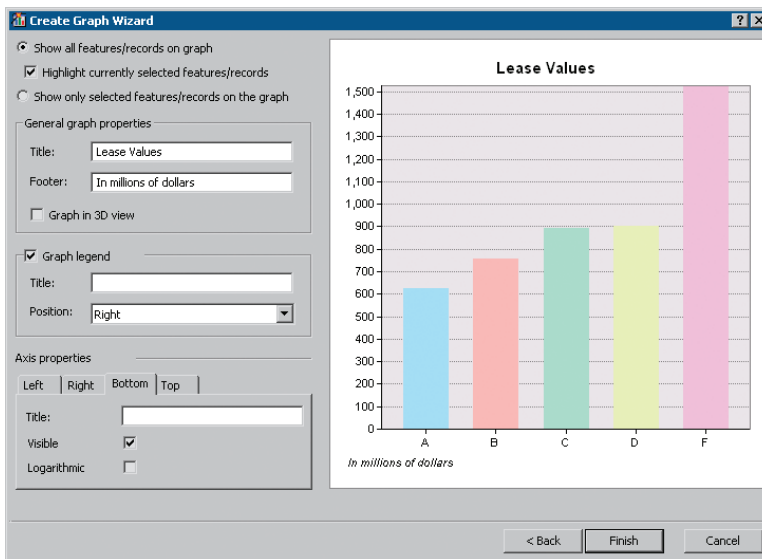 Create Graph Wizard
Show all features/records on graph
Highlight currently selected features/records
Show only selected features/records on the graph
General graph properties
Title: Lease Values
Footer: In millions of dollars
Graph in 3D view
Graph legend
Title:
Position: Right
Axis properties
Left Right Bottom Top
Title:
Visible
Logarithmic
Lease Values
1,500
1,400
1,300
1,200
1,100
1,000
900
800
700
600
500
400
300
200
100
0
A B C D F
In millions of dollars
< Back Finish Cancel